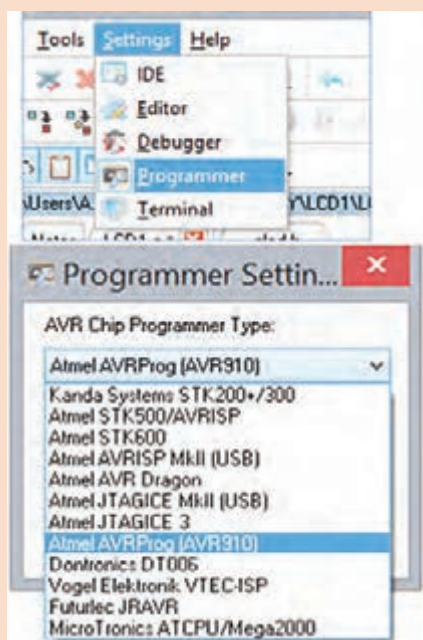 Tools Settings Help
IDE
Editor
Debugger
Programmer
Terminal
\Users\A \LCD1\L
Notes LCD1
Programmer Settin...
AVR Chip Programmer Type:
Atmel AVRProg (AVR910)
Kanda Systems STK200+/300
Atmel STK500/AVRISP
Atmel STK600
Atmel AVRISP MkII (USB)
Atmel AVR Dragon
Atmel JTAGICE MkII (USB)
Atmel JTAGICE 3
Atmel AVRProg (AVR910)
Dontronics DT006
Vogel Elektronik VTEC-ISP
Futurlec JRAVR
MicroTronics ATCPU/Mega2000